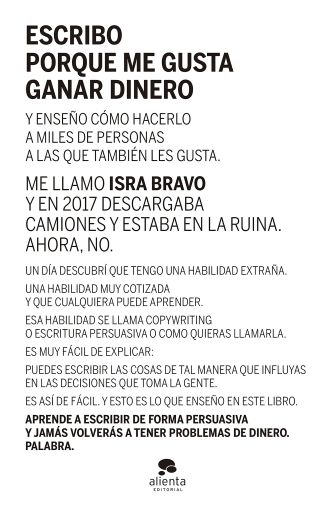 ESCRIBO
PORQUE ME GUSTA
GANAR DINERO
Y ENSEÑO CÓMO HACERLO
A MILES DE PERSONAS
A LAS QUE TAMBIÉN LES GUSTA.
ME LLAMO ISRA BRAVO
Y EN 2017 DESCARGABA
CAMIONES Y ESTABA EN LA RUINA.
AHORA, NO.
UN DÍA DESCUBRÍ QUE TENGO UNA HABILIDAD EXTRAÑA.
UNA HABILIDAD MUY COTIZADA
Y QUE CUALQUIERA PUEDE APRENDER.
ESA HABILIDAD SE LLAMA COPYWRITING
O ESCRITURA PERSUASIVA O COMO QUIERAS LLAMARLA.
ES MUY FÁCIL DE EXPLICAR:
PUEDES ESCRIBIR LAS COSAS DE TAL MANERA QUE INFLUYAS
EN LAS DECISIONES QUE TOMA LA GENTE.
ES ASÍ DE FÁCIL. Y ESTO ES LO QUE ENSEÑO EN ESTE LIBRO.
APRENDE A ESCRIBIR DE FORMA PERSUASIVA
Y JAMÁS VOLVERÁS A TENER PROBLEMAS DE DINERO.
PALABRA.
alienta
EDITORIAL